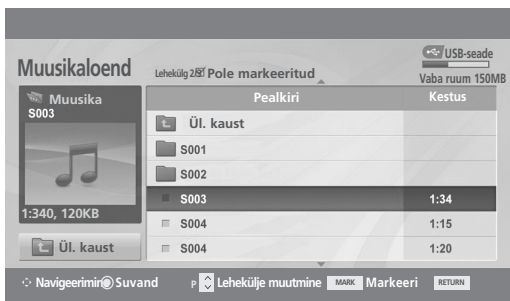 USB-seade
Muusikaloend
Lehekülg 2/3
Pole markeeritud
Vaba ruum 150MB
Muusika
S003
Pealkiri
Kestus
Ül. kaust
S001
S002
S003 1:34
S004 1:15
S004 1:20
1:340, 120KB
Ül. kaust
Navigeerimine Suvand P Lehekülje muutmine MARK Markeeri RETURN